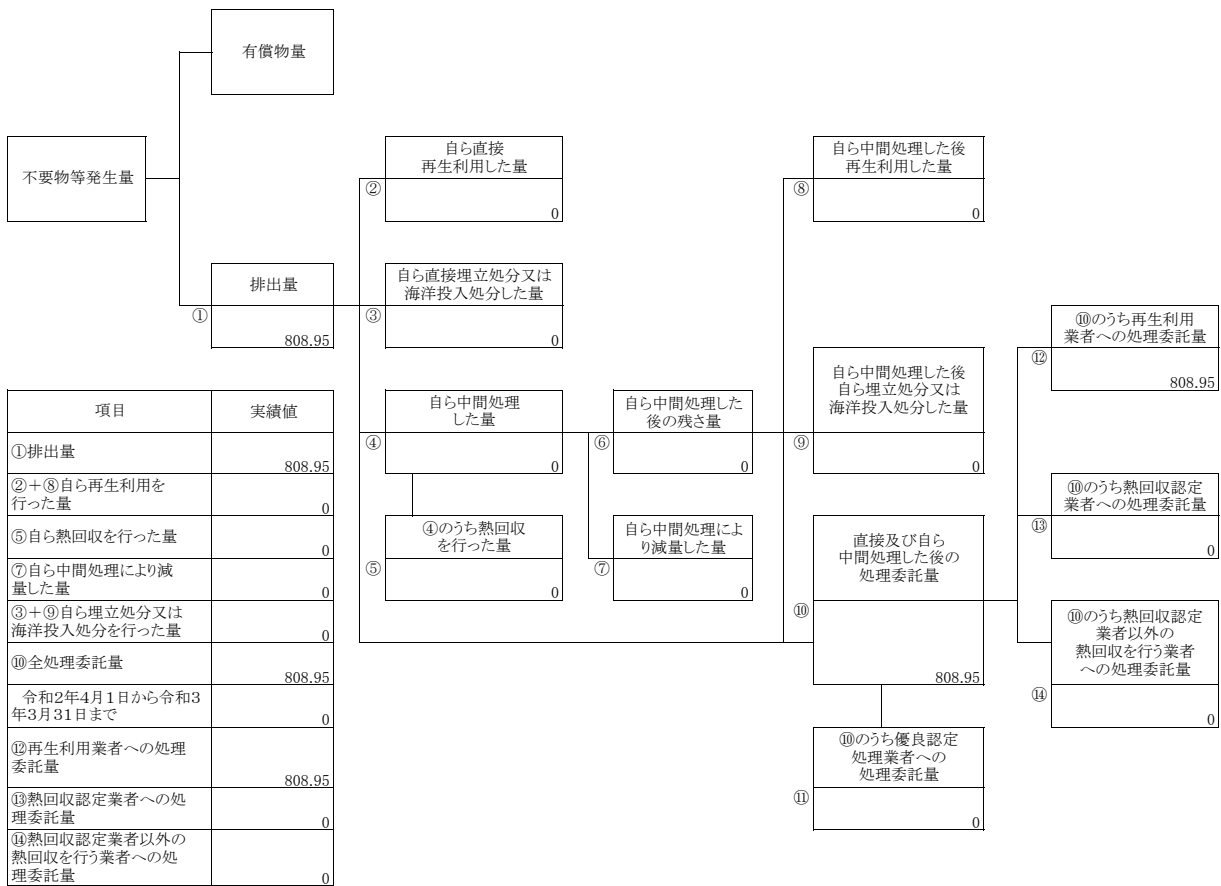 有償物量
不要物等発生量
自ら直接
再生利用した量
②
0
自ら中間処理した後
再生利用した量
⑧
0
排出量
①
808.95
自ら直接埋立処分又は
海洋投入処分した量
③
0
⑩のうち再生利用
業者への処理委託量
⑫
808.95
自ら中間処理
した量
④
0
自ら中間処理した
後の残さ量
⑥
0
自ら中間処理した後
自ら埋立処分又は
海洋投入処分した量
⑨
0
⑩のうち熱回収認定
業者への処理委託量
⑬
0
④のうち熱回収
を行った量
⑤
0
自ら中間処理によ
り減量した量
⑦
0
直接及び自ら
中間処理した後の
処理委託量
⑩
808.95
⑩のうち熱回収認定
業者以外の
熱回収を行う業者
への処理委託量
⑭
0
⑩のうち優良認定
処理業者への
処理委託量
⑪
0
項目 実績値
①排出量
808.95
②＋⑧自ら再生利用を
行った量 0
⑤自ら熱回収を行った量
0
⑦自ら中間処理により減
量した量 0
③＋⑨自ら埋立処分又は
海洋投入処分を行った量 0
⑩全処理委託量
808.95
令和2年4月1日から令和3
年3月31日まで 0
⑫再生利用業者への処理
委託量 808.95
⑬熱回収認定業者への処
理委託量 0
⑭熱回収認定業者以外の
熱回収を行う業者への処
理委託量 0